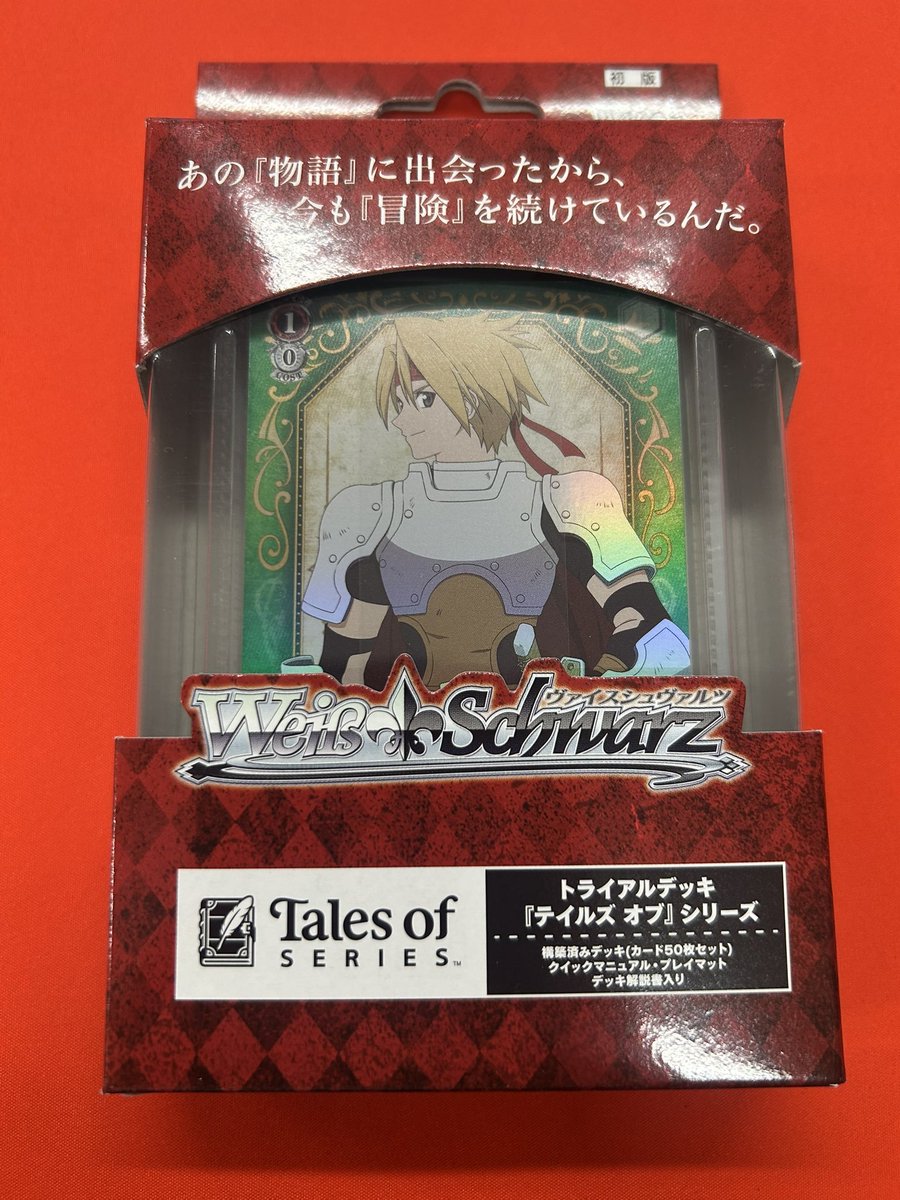 初 版
あの『物語』に出会ったから、
今も『冒険』を続けているんだ。
1
0
COST
ヴァイスシュヴァルツ
Weiß Schwarz
Tales of
SERIES™
トライアルデッキ
『テイルズ オブ』シリーズ
構築済みデッキ(カード50枚セット)
クイックマニュアル・プレイマット
デッキ解説書入り